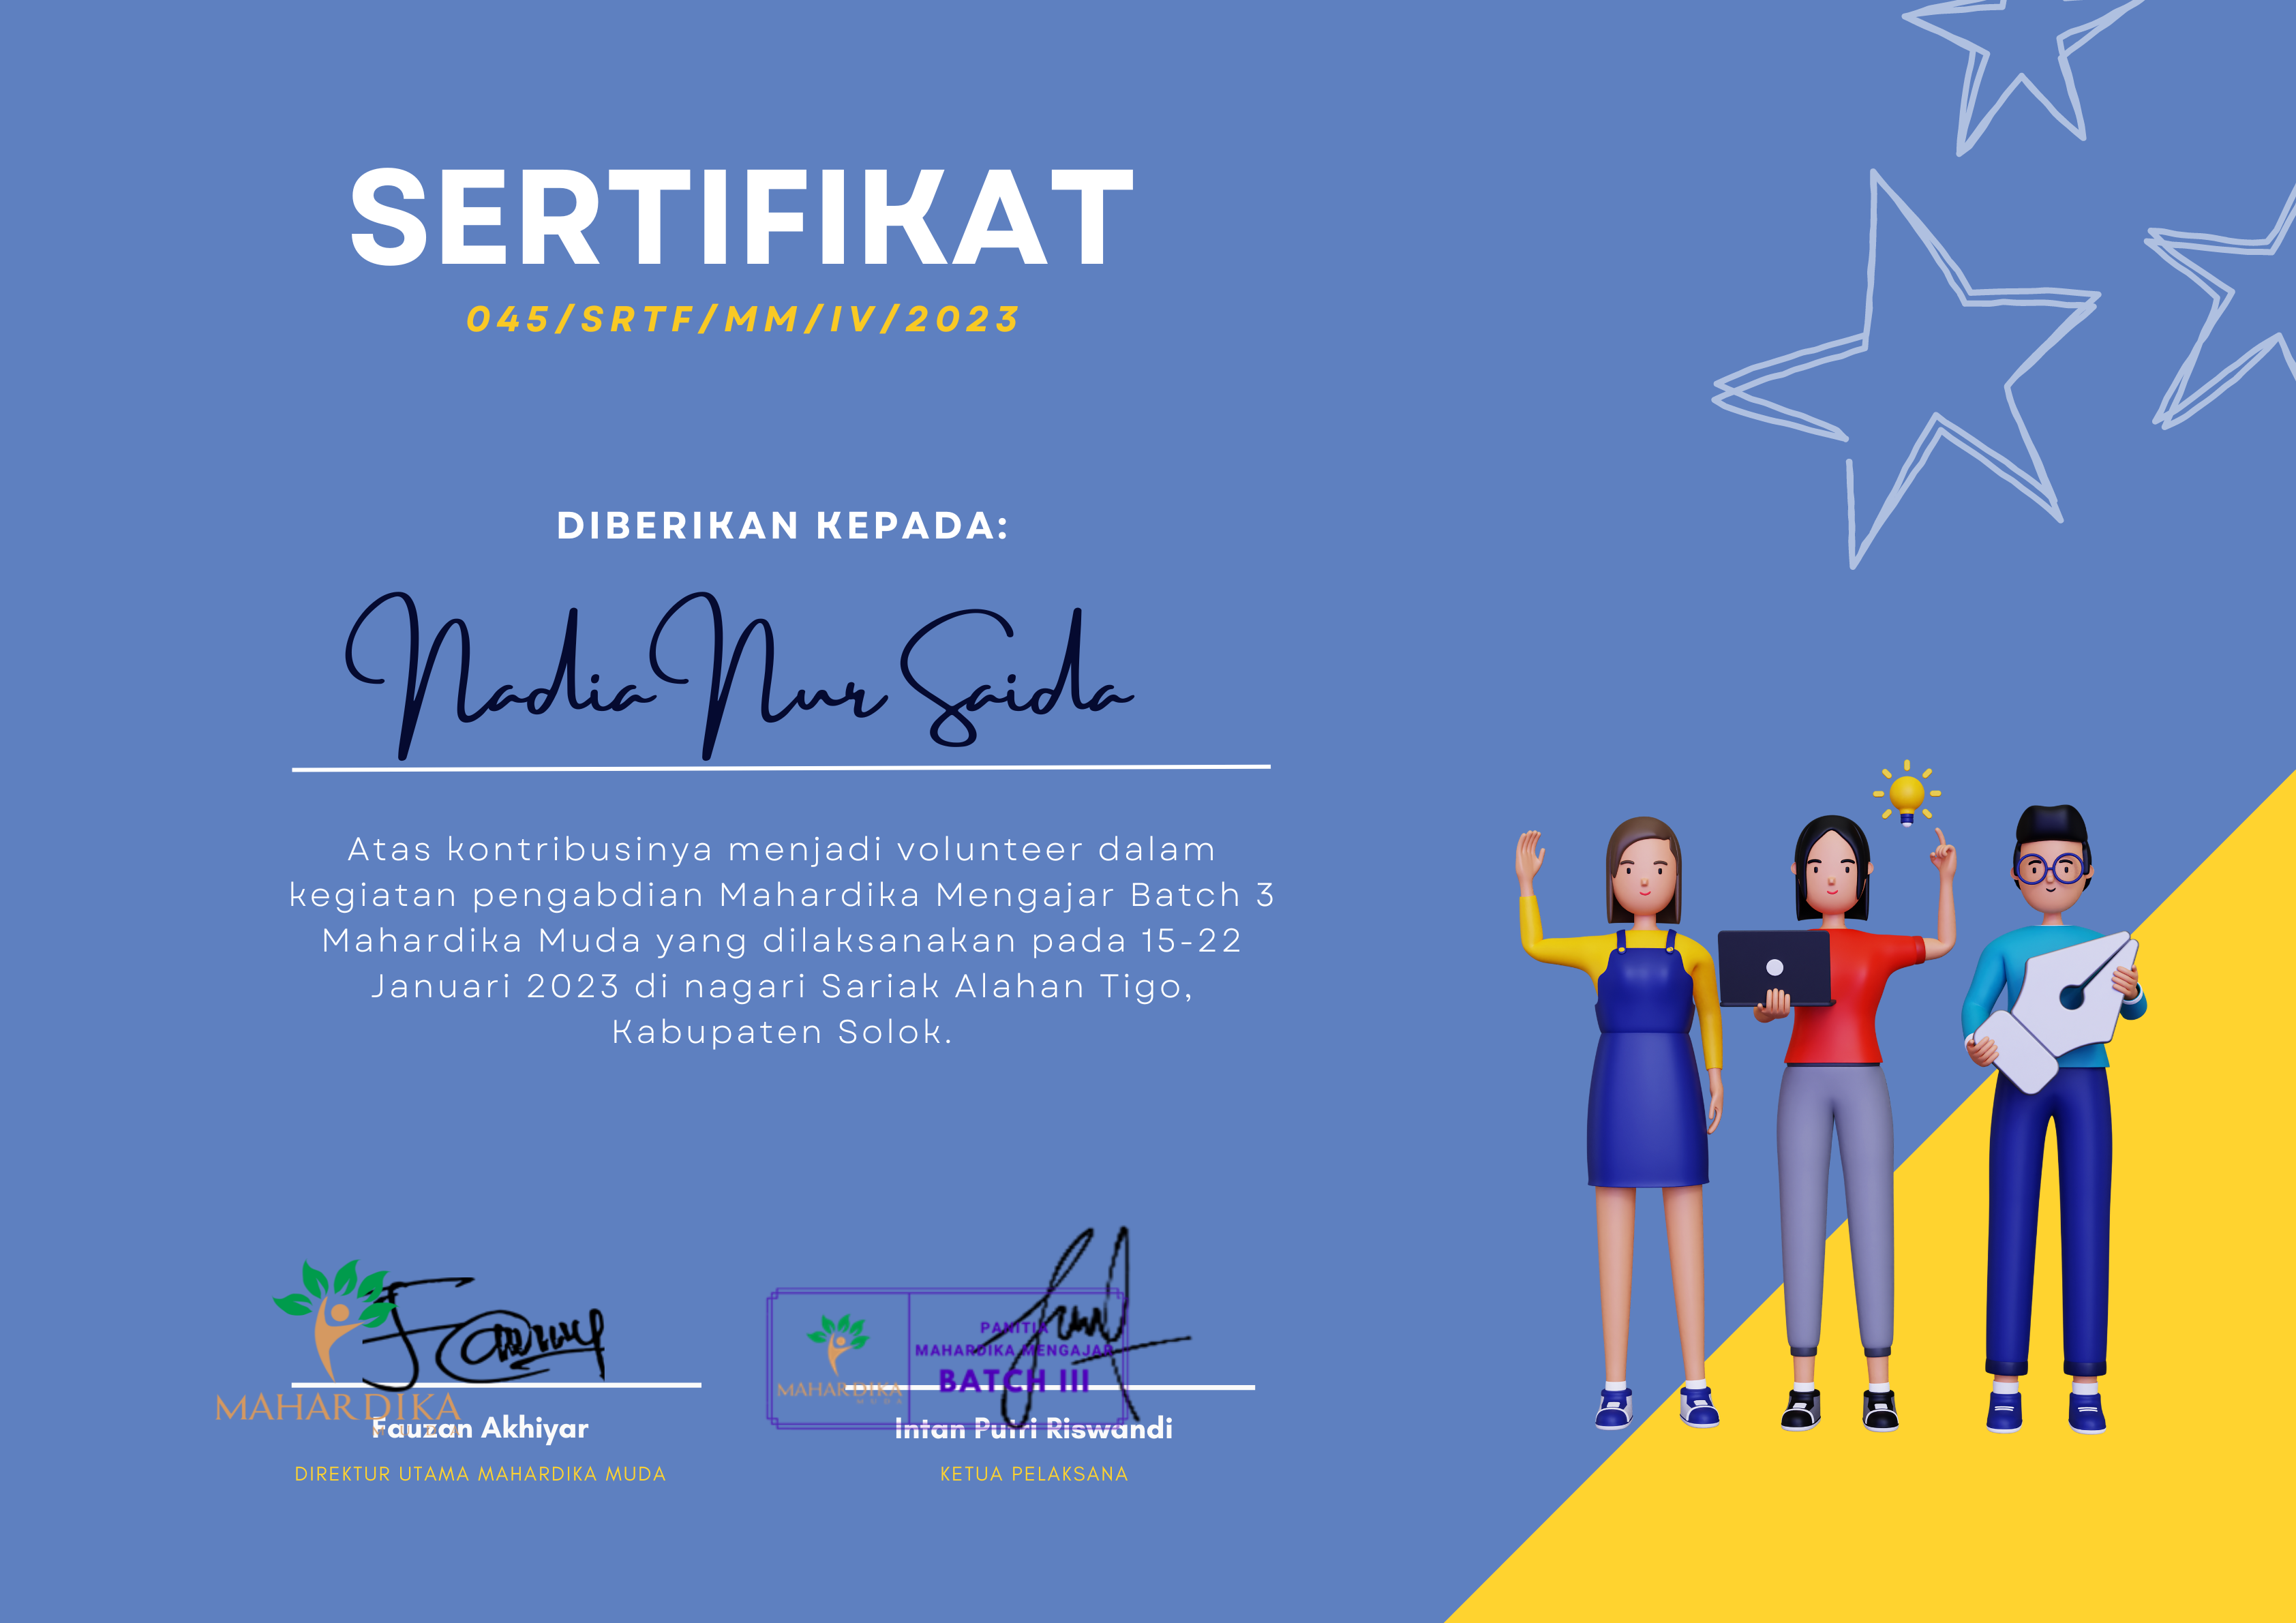 SERTIFIKAT
045/SRTF/MM/IV/2023
DIBERIKAN KEPADA:
Nadia Nur Saida
Atas kontribusinya menjadi volunteer dalam
kegiatan pengabdian Mahardika Mengajar Batch 3
Mahardika Muda yang dilaksanakan pada 15-22
Januari 2023 di nagari Sariak Alahan Tigo,
Kabupaten Solok.
MAHARDIKA
MUDA
Fauzan Akhiyar
DIREKTUR UTAMA MAHARDIKA MUDA
MAHARDIKA
MUDA
PANITIA
MAHARDIKA MENGAJAR
BATCH III
Intan Putri Riswandi
KETUA PELAKSANA